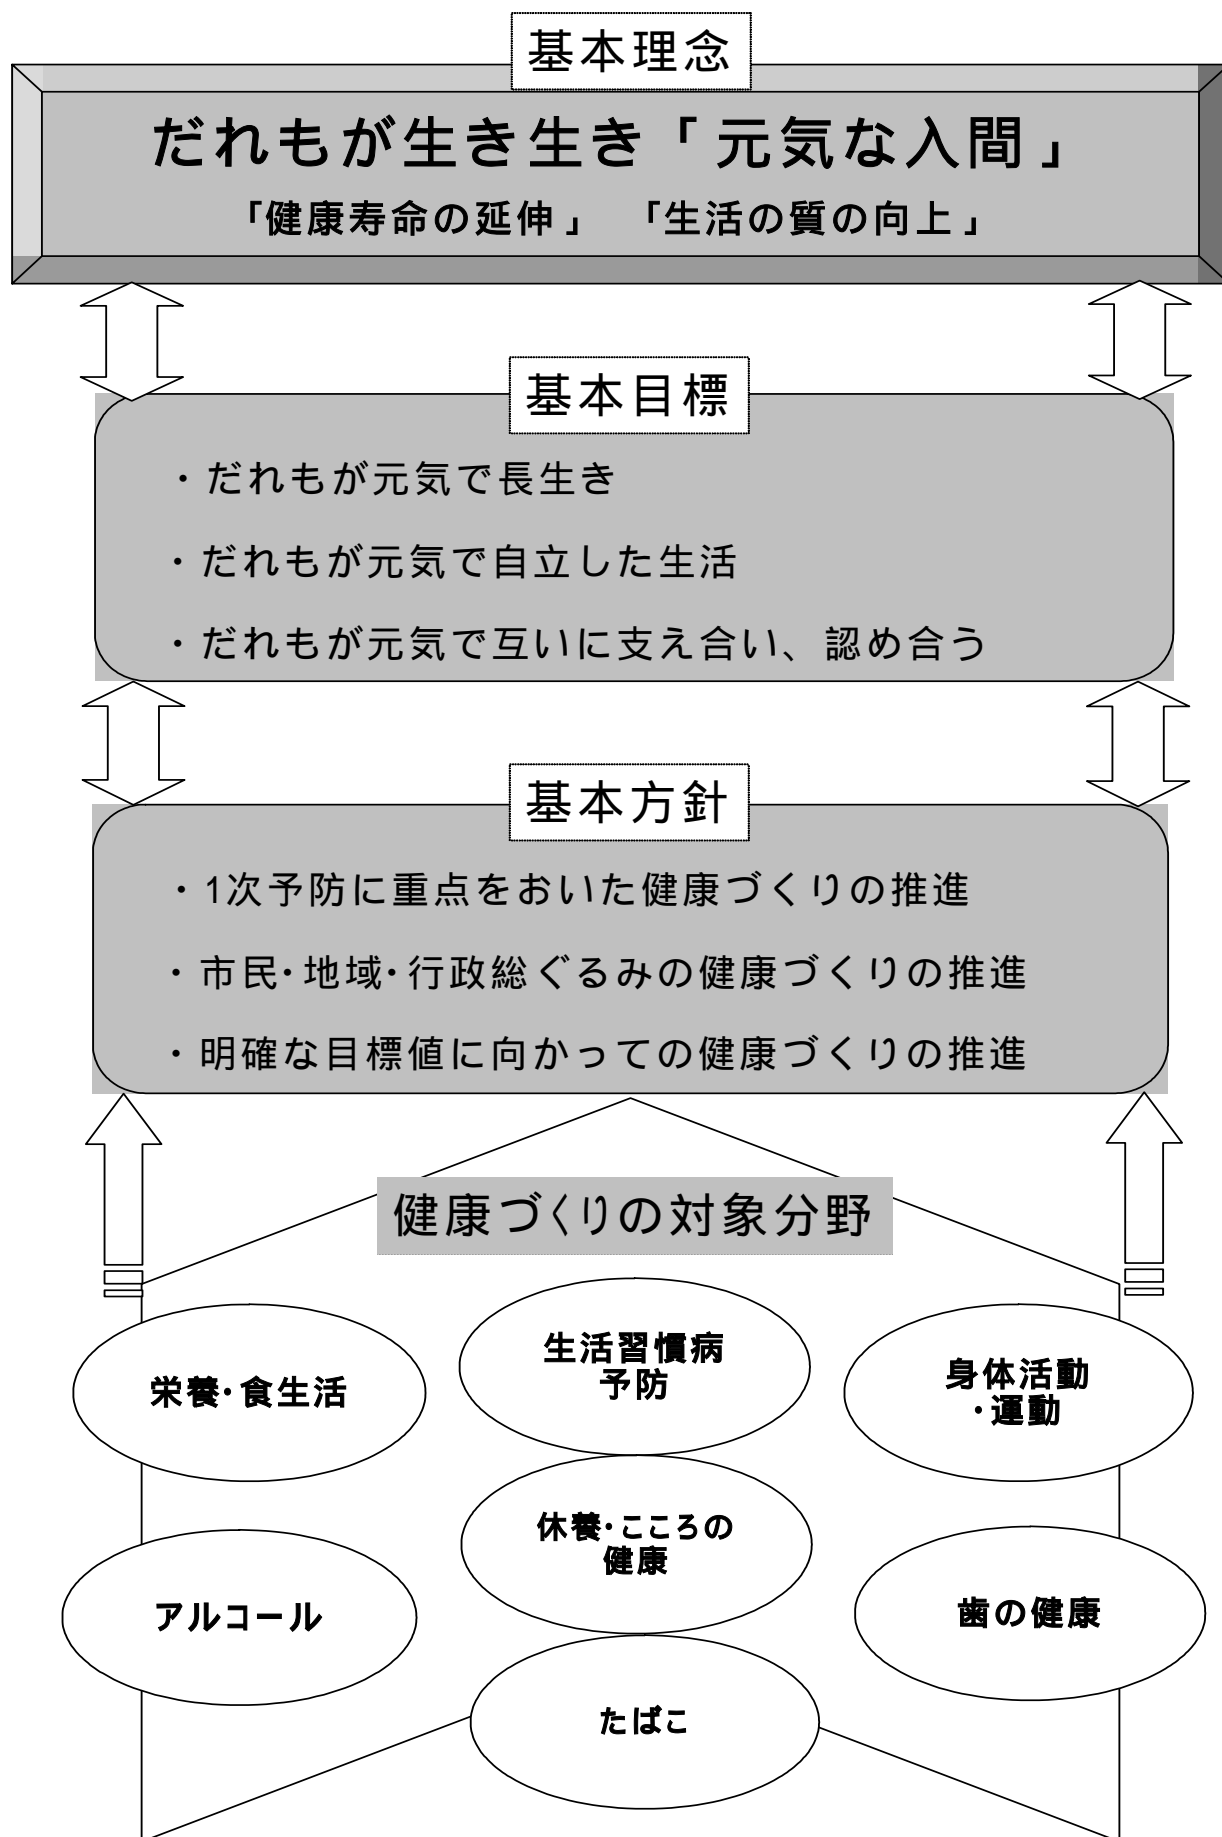 基本理念
だれもが生き生き「元気な入間」
「健康寿命の延伸」 「生活の質の向上」
基本目標
・だれもが元気で長生き
・だれもが元気で自立した生活
・だれもが元気で互いに支え合い、認め合う
基本方針
・1次予防に重点をおいた健康づくりの推進
・市民・地域・行政総ぐるみの健康づくりの推進
・明確な目標値に向かっての健康づくりの推進
健康づくりの対象分野
栄養・食生活
生活習慣病
予防
身体活動
・運動
休養・こころの
健康
アルコール
歯の健康
たばこ